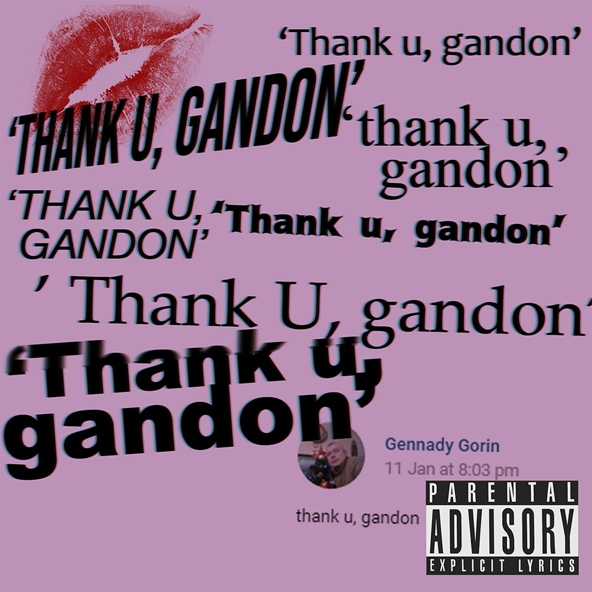 ‘Thank u, gandon’
‘THANK U, GANDON’
‘thank u,
gandon’
‘THANK U,
GANDON’
‘Thank u, gandon’
’ Thank U, gandon’
‘Thank u,
gandon’
Gennady Gorin
11 Jan at 8:03 pm
thank u, gandon
PARENTAL
ADVISORY
EXPLICIT LYRICS